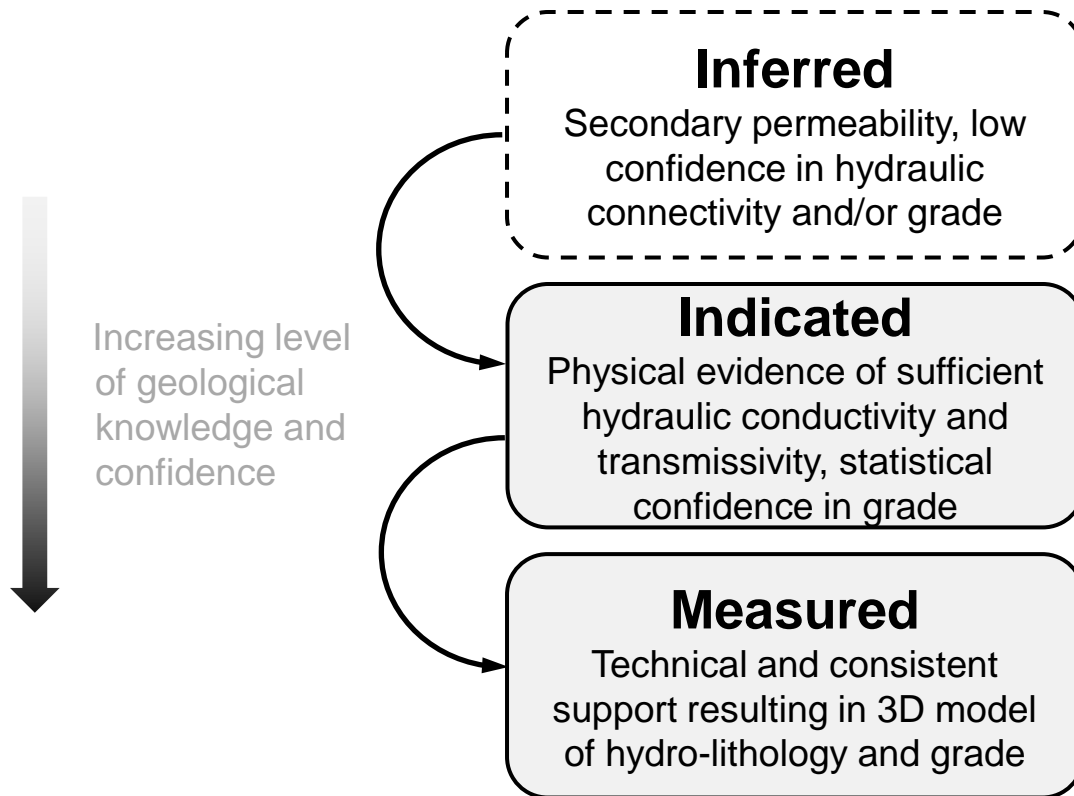 Inferred
Secondary permeability, low
confidence in hydraulic
connectivity and/or grade
Increasing level
of geological
knowledge and
confidence
Indicated
Physical evidence of sufficient
hydraulic conductivity and
transmissivity, statistical
confidence in grade
Measured
Technical and consistent
support resulting in 3D model
of hydro-lithology and grade